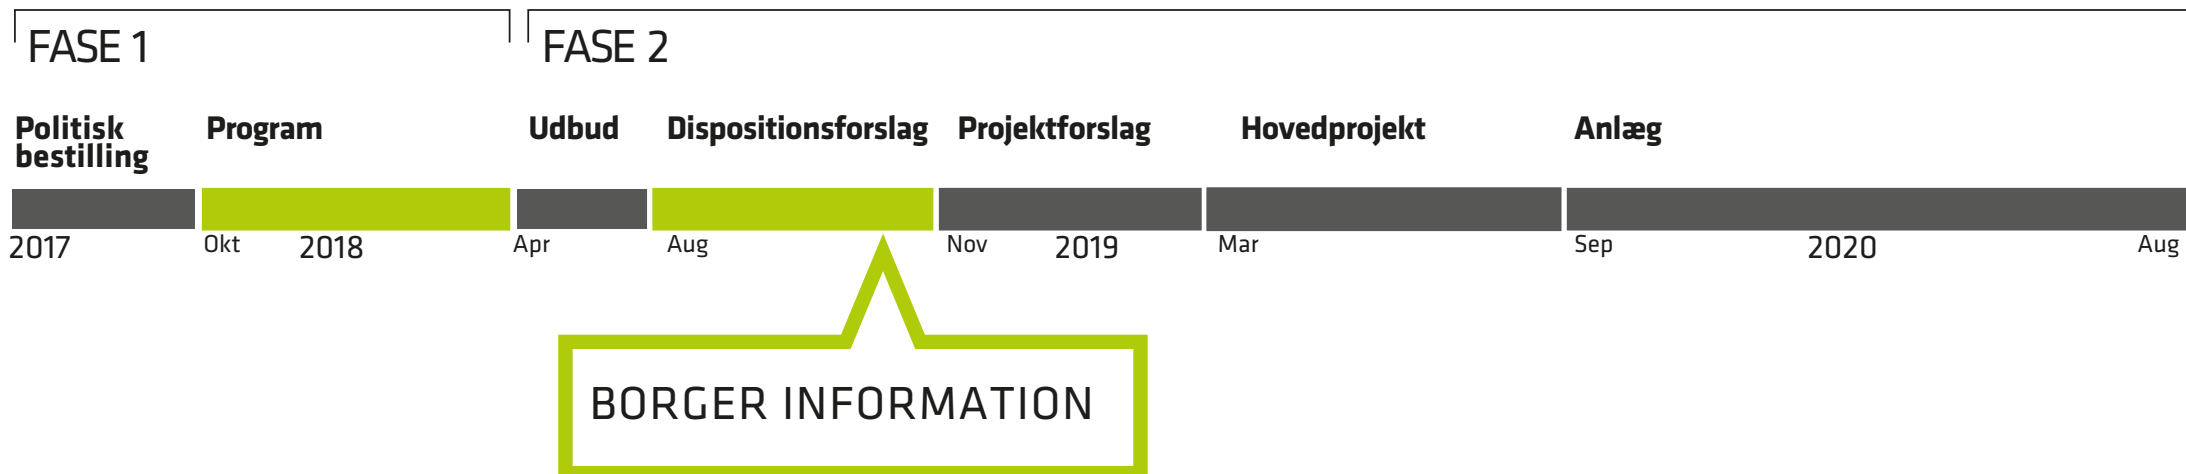 FASE 1
FASE 2
Politisk
bestilling
Program
Udbud
Dispositionsforslag
Projektforslag
Hovedprojekt
Anlæg
2017
Okt
2018
Apr
Aug
Nov
2019
Mar
Sep
2020
Aug
BORGER INFORMATION